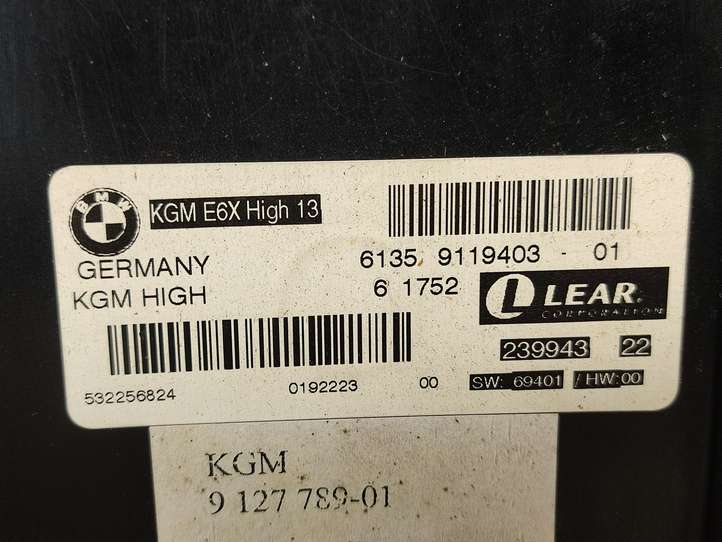 BMW
KGM E6X High 13
GERMANY
KGM HIGH
6135 9119403 - 01
6 1752
L LEAR.
CORPORATION
239943 22
532256824 0192223 00
SW: 69401 / HW:00
KGM
9 127 789-01